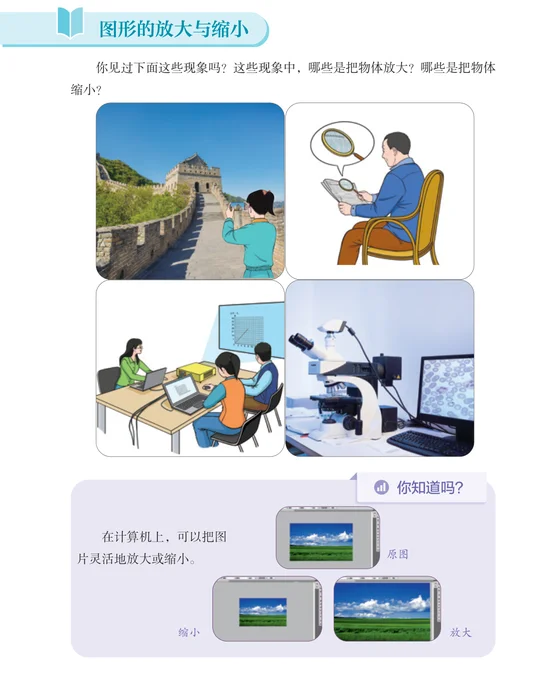 图形的放大与缩小
你见过下面这些现象吗？这些现象中，哪些是把物体放大？哪些是把物体
缩小？
你知道吗？
在计算机上，可以把图
片灵活地放大或缩小。
原图
缩小
放大